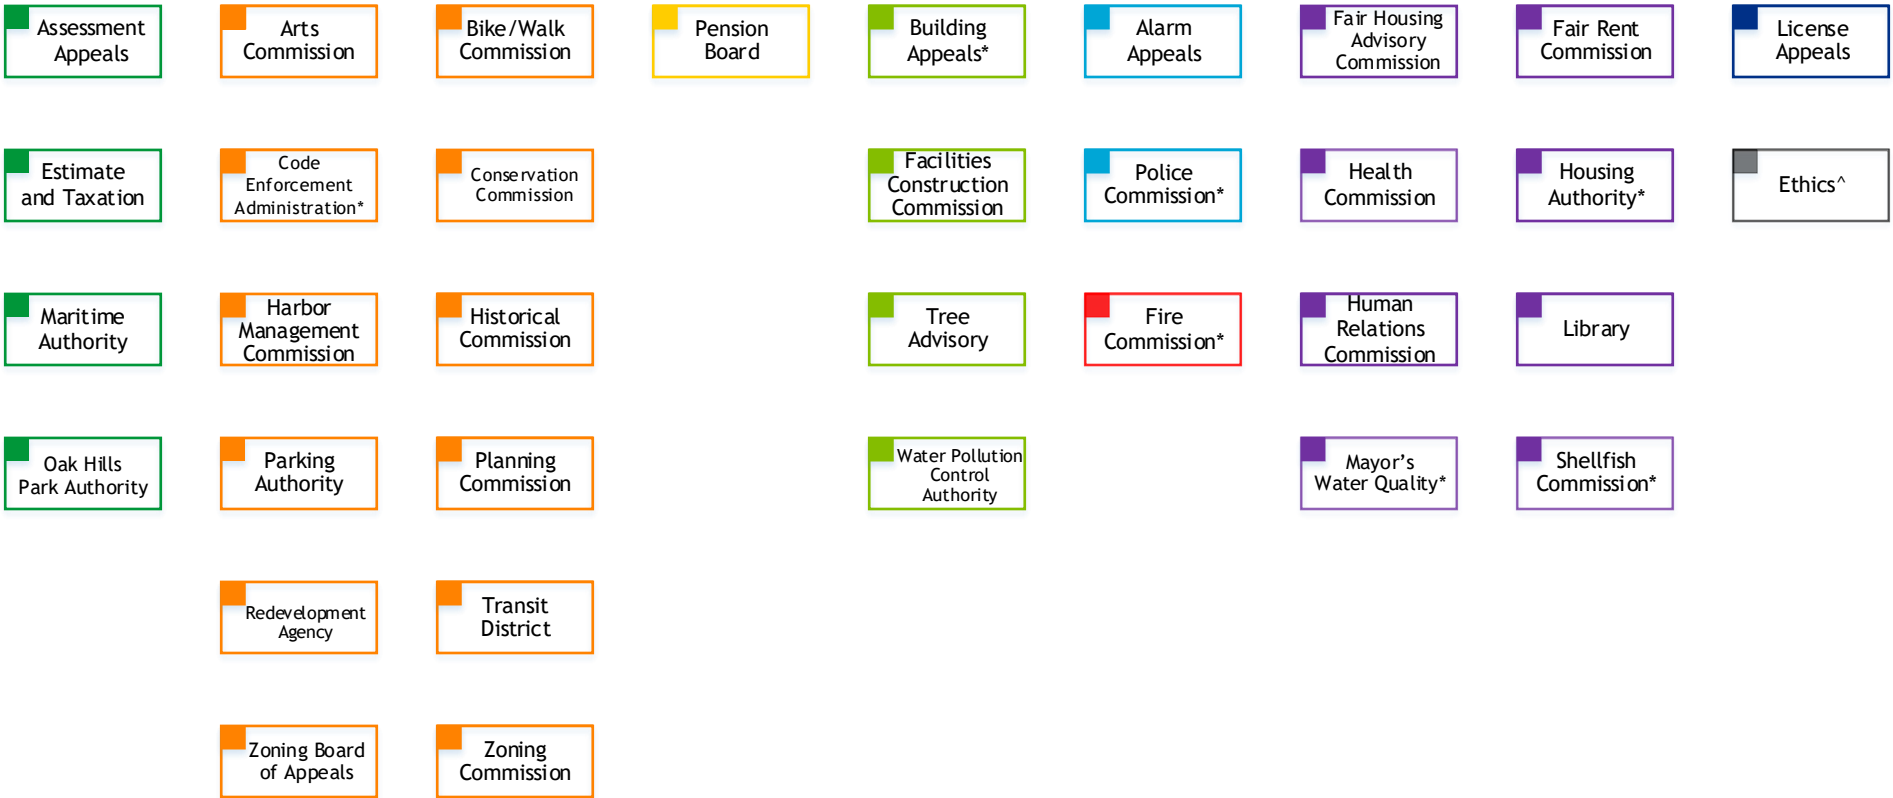 Assessment
Appeals
Arts
Commission
Bike/Walk
Commission
Pension
Board
Building
Appeals*
Alarm
Appeals
Fair Housing
Advisory
Commission
Fair Rent
Commission
License
Appeals
Estimate
and Taxation
Code
Enforcement
Administration*
Conservation
Commission
Facilities
Construction
Commission
Police
Commission*
Health
Commission
Housing
Authority*
Ethics^
Maritime
Authority
Harbor
Management
Commission
Historical
Commission
Tree
Advisory
Fire
Commission*
Human
Relations
Commission
Library
Oak Hills
Park Authority
Parking
Authority
Planning
Commission
Water Pollution
Control
Authority
Mayor’s
Water Quality*
Shellfish
Commission*
Redevelopment
Agency
Transit
District
Zoning Board
of Appeals
Zoning
Commission